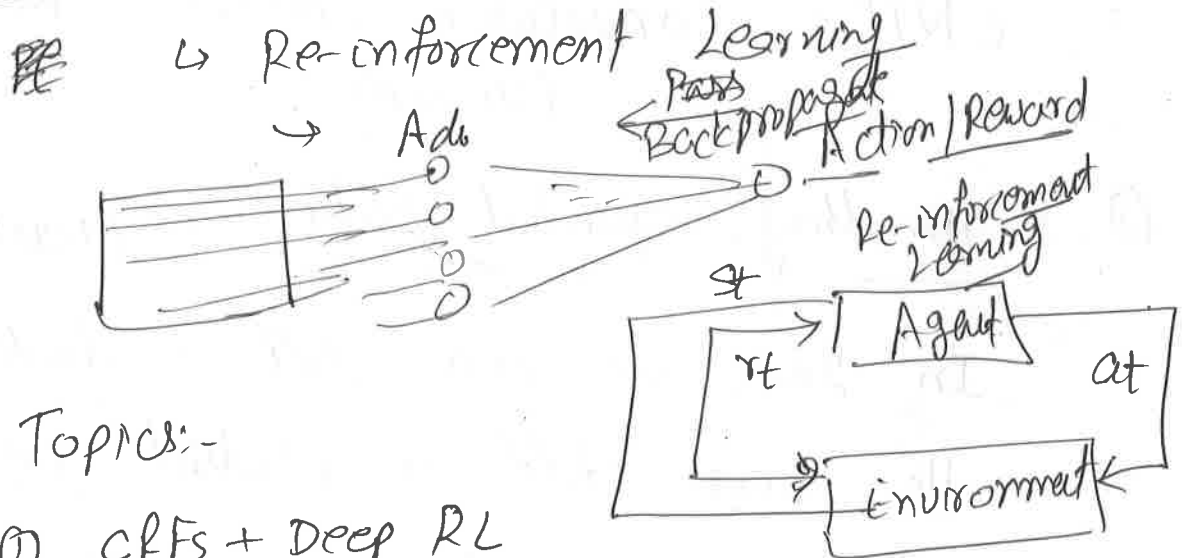 ↳ Re-inforcement Learning
→ Ads
Backpropagate
Action / Reward
Re-inforcement
Learning
St
Agent
rt
at
Environment
Topics:-
① CRFs + Deep RL